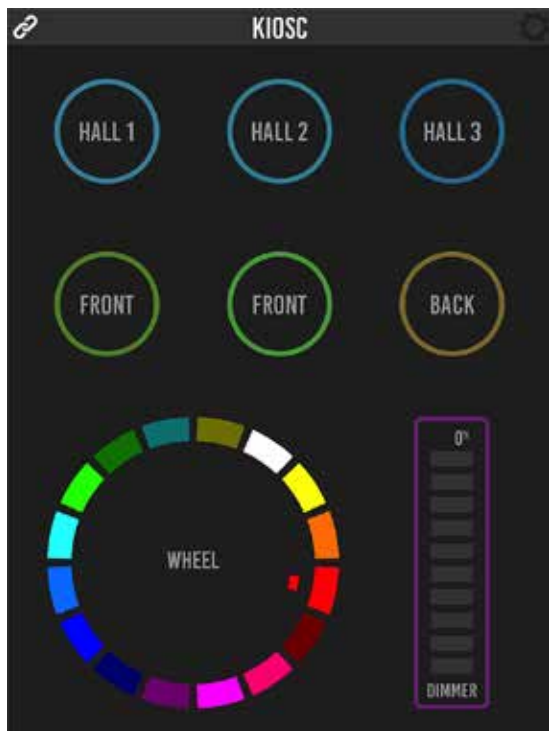 KIOSC
HALL 1
HALL 2
HALL 3
FRONT
FRONT
BACK
0%
WHEEL
DIMMER